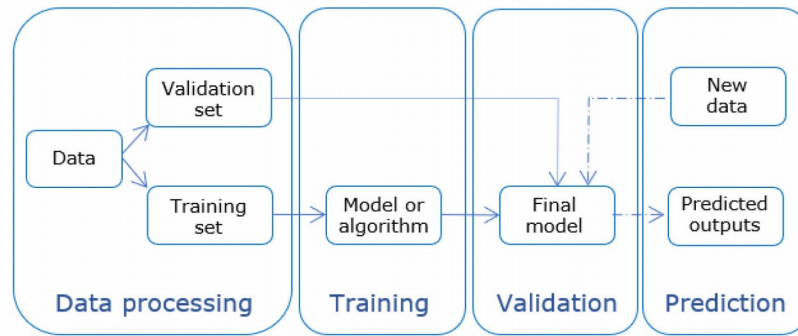 Data
Validation
set
Training
set
Data processing
Model or
algorithm
Training
Final
model
Validation
New
data
Predicted
outputs
Prediction